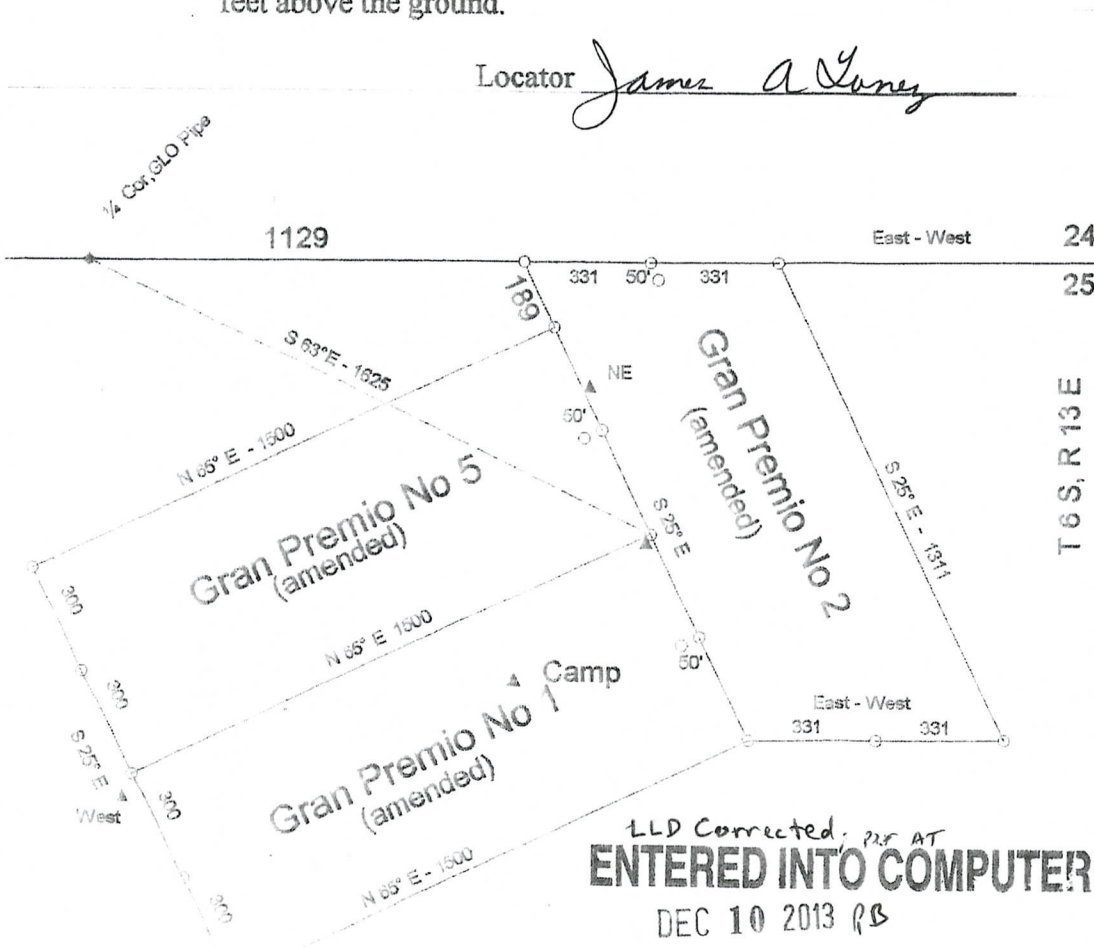 feet above the ground.
Locator James A
¼ Cor,GLO Pipe
1129
East - West
24
25
331 50' 331
189
S 63°E - 1625
NE
50'
N 65° E - 1500
Gran Premio No 5
(amended)
Gran Premio No 2
(amended)
S 25° E
S 25° E - 1311
T 6 S, R 13 E
300
300
N 65° E 1500
50'
Camp
Gran Premio No 1
(amended)
East - West
331 331
S 25° E
West
300
300
N 65° E - 1500
LLD Corrected; AT
ENTERED INTO COMPUTER
DEC 10 2013 RB